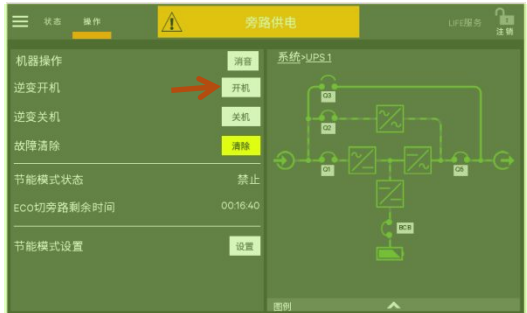 状态 操作 旁路供电 LIFE服务 注销
机器操作 消音
逆变开机 开机
逆变关机 关机
故障清除 清除
节能模式状态 禁止
ECO切旁路剩余时间 00:16:40
节能模式设置 设置
系统>UPS 1
Q3
Q2
Q1
Q5
BCB
图例